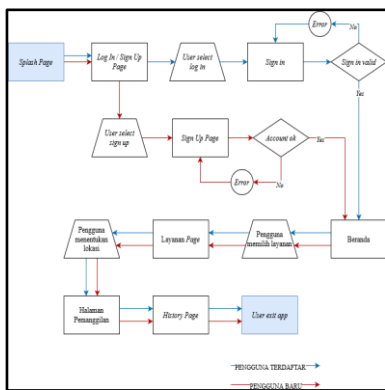 Error
No
Splash Page
Log In / Sign Up
Page
User select
log in
Sign in
Sign in valid
Yes
User select
sign up
Sign Up Page
Account ok
Yes
Error
No
Pengguna
menentukan
lokasi
Layanan Page
Pengguna
memilih layanan
Beranda
Halaman
Pemanggilan
History Page
User exit app
PENGGUNA TERDAFTAR
PENGGUNA BARU